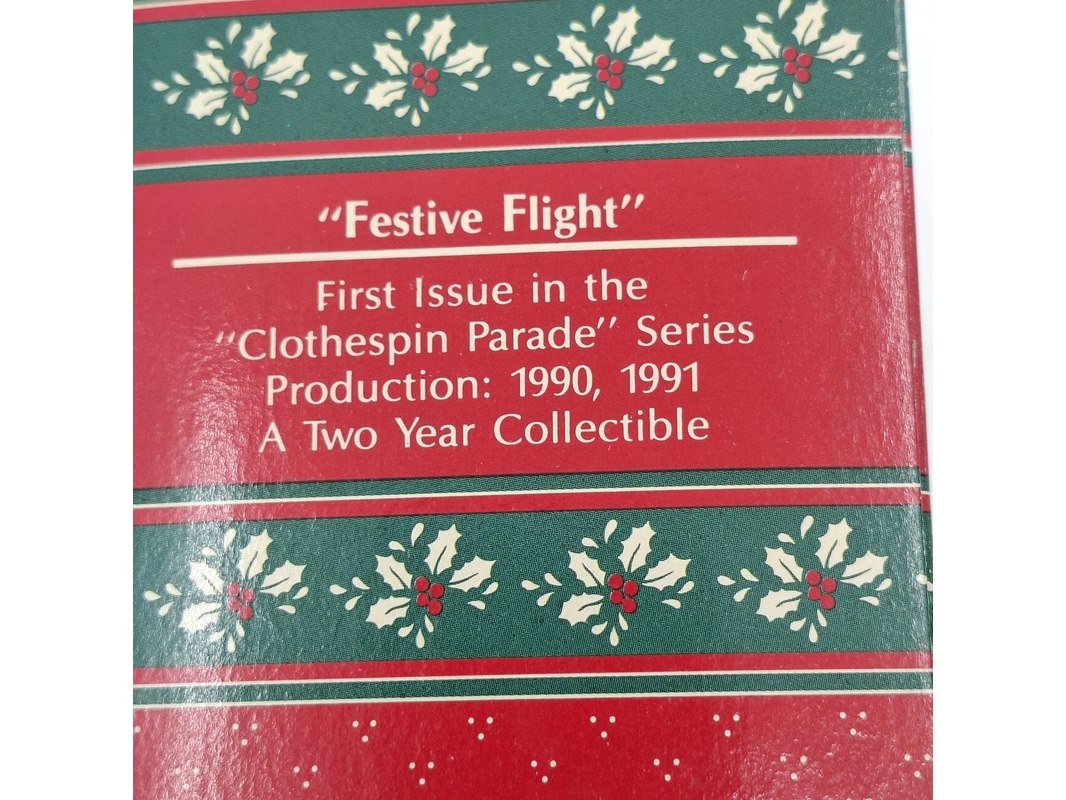 “Festive Flight”
First Issue in the
“Clothespin Parade” Series
Production: 1990, 1991
A Two Year Collectible